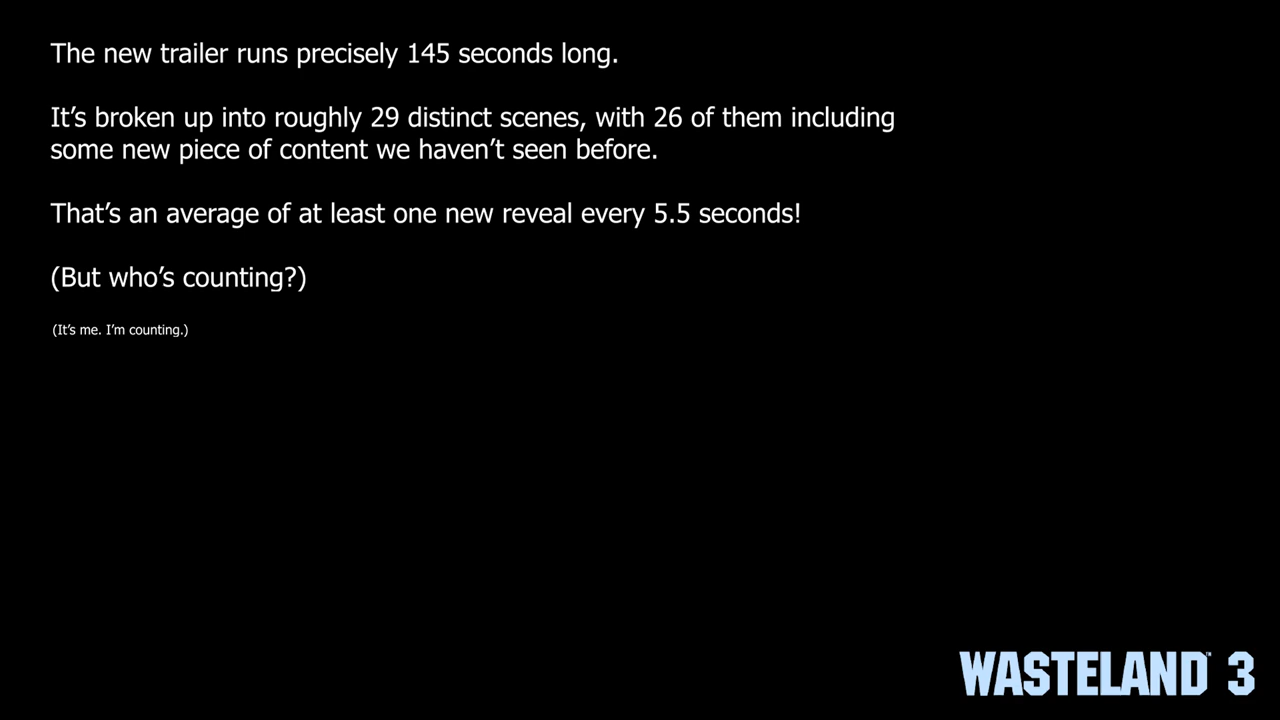 The new trailer runs precisely 145 seconds long.
It’s broken up into roughly 29 distinct scenes, with 26 of them including
some new piece of content we haven’t seen before.
That’s an average of at least one new reveal every 5.5 seconds!
(But who’s counting?)
(It’s me. I’m counting.)
WASTELAND™ 3